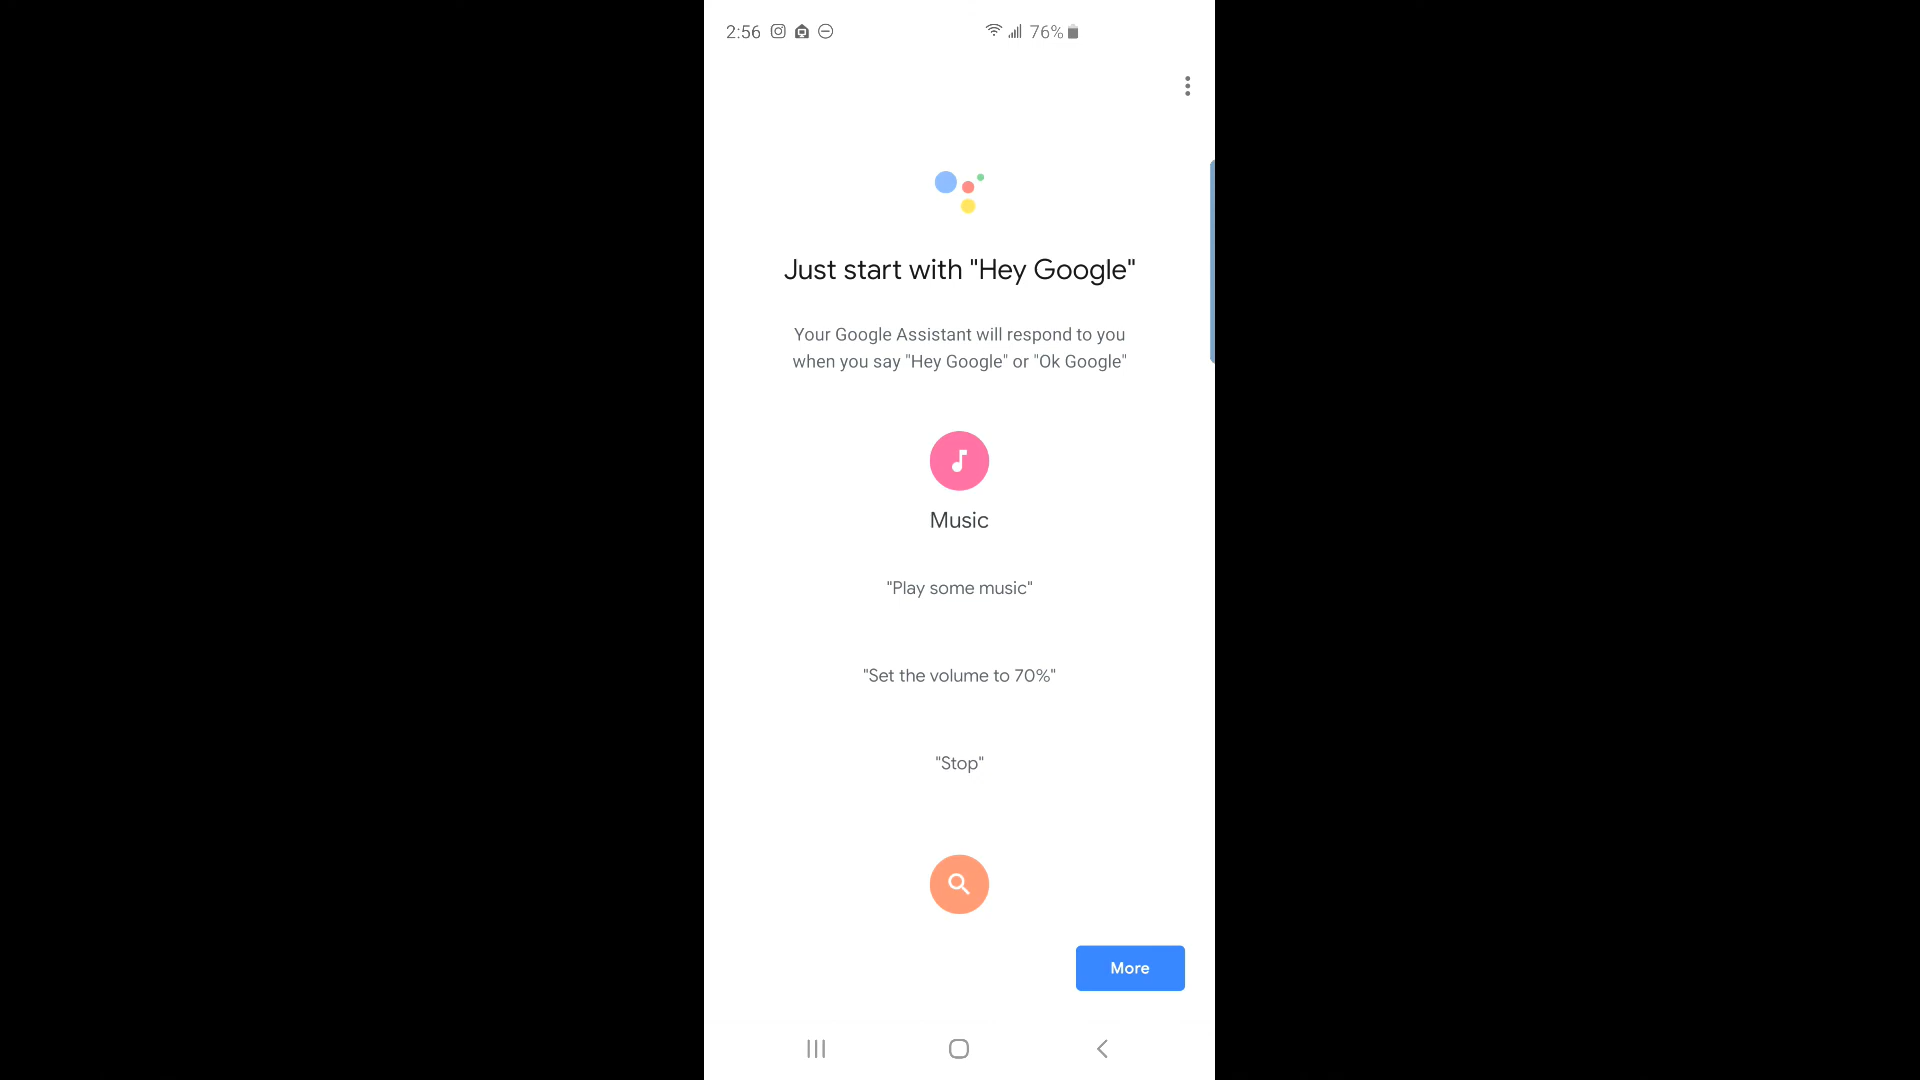 2:56 76%
Just start with "Hey Google"
Your Google Assistant will respond to you
when you say "Hey Google" or "Ok Google"
Music
"Play some music"
"Set the volume to 70%"
"Stop"
More